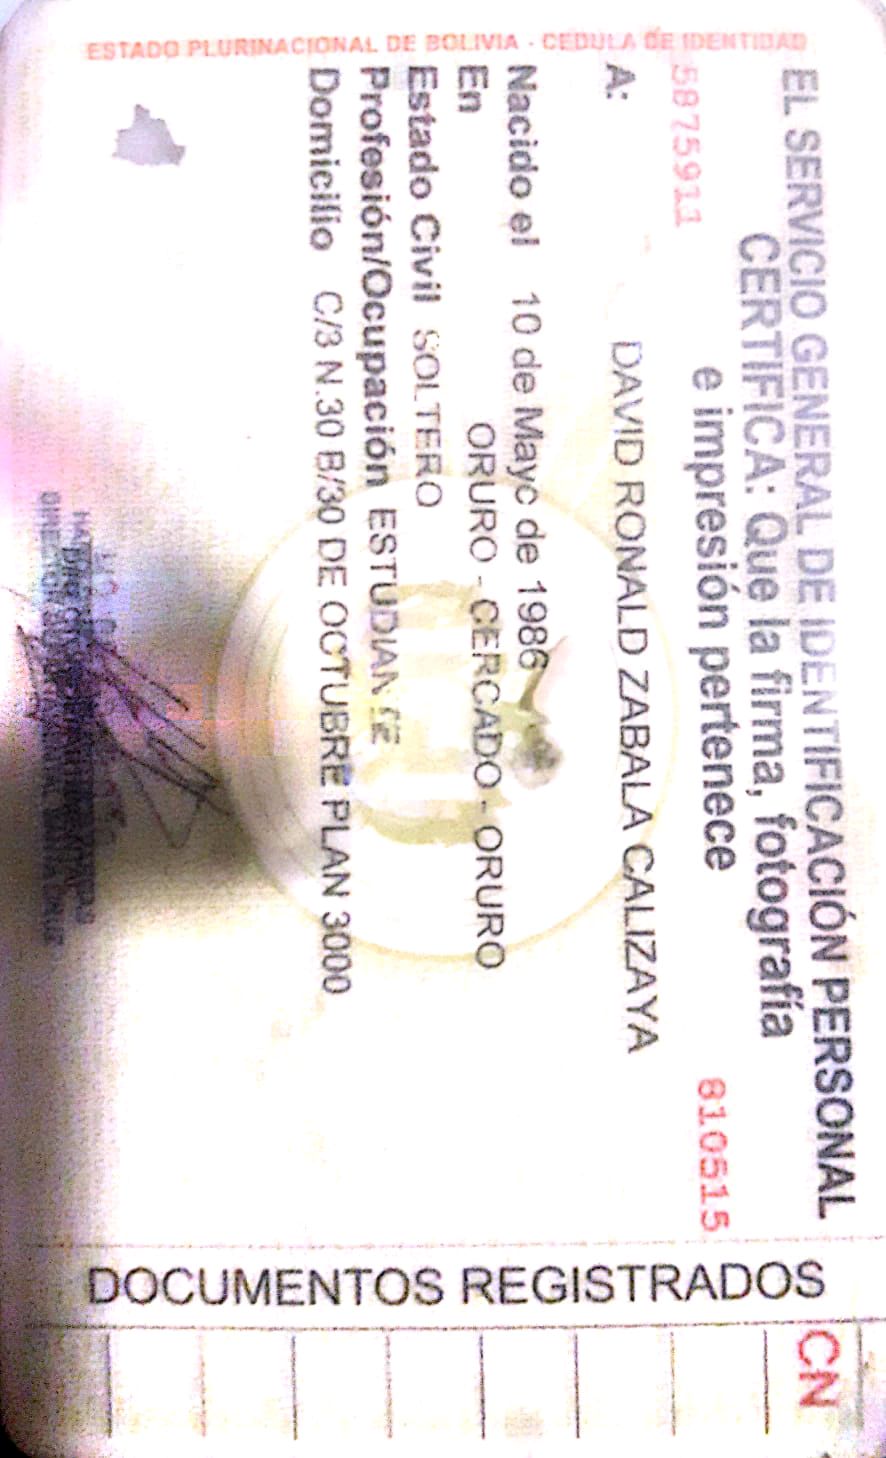 ESTADO PLURINACIONAL DE BOLIVIA - CEDULA DE IDENTIDAD
EL SERVICIO GENERAL DE IDENTIFICACIÓN PERSONAL
CERTIFICA: Que la firma, fotografía
e impresión pertenece
5875911 810515
A: DAVID RONALD ZABALA CALIZAYA
Nacido el 10 de Mayo de 1986
En ORURO - CERCADO - ORURO
Estado Civil SOLTERO
Profesión/Ocupación ESTUDIANTE
Domicilio C/3 N.30 B/30 DE OCTUBRE PLAN 3000
DOCUMENTOS REGISTRADOS
CN